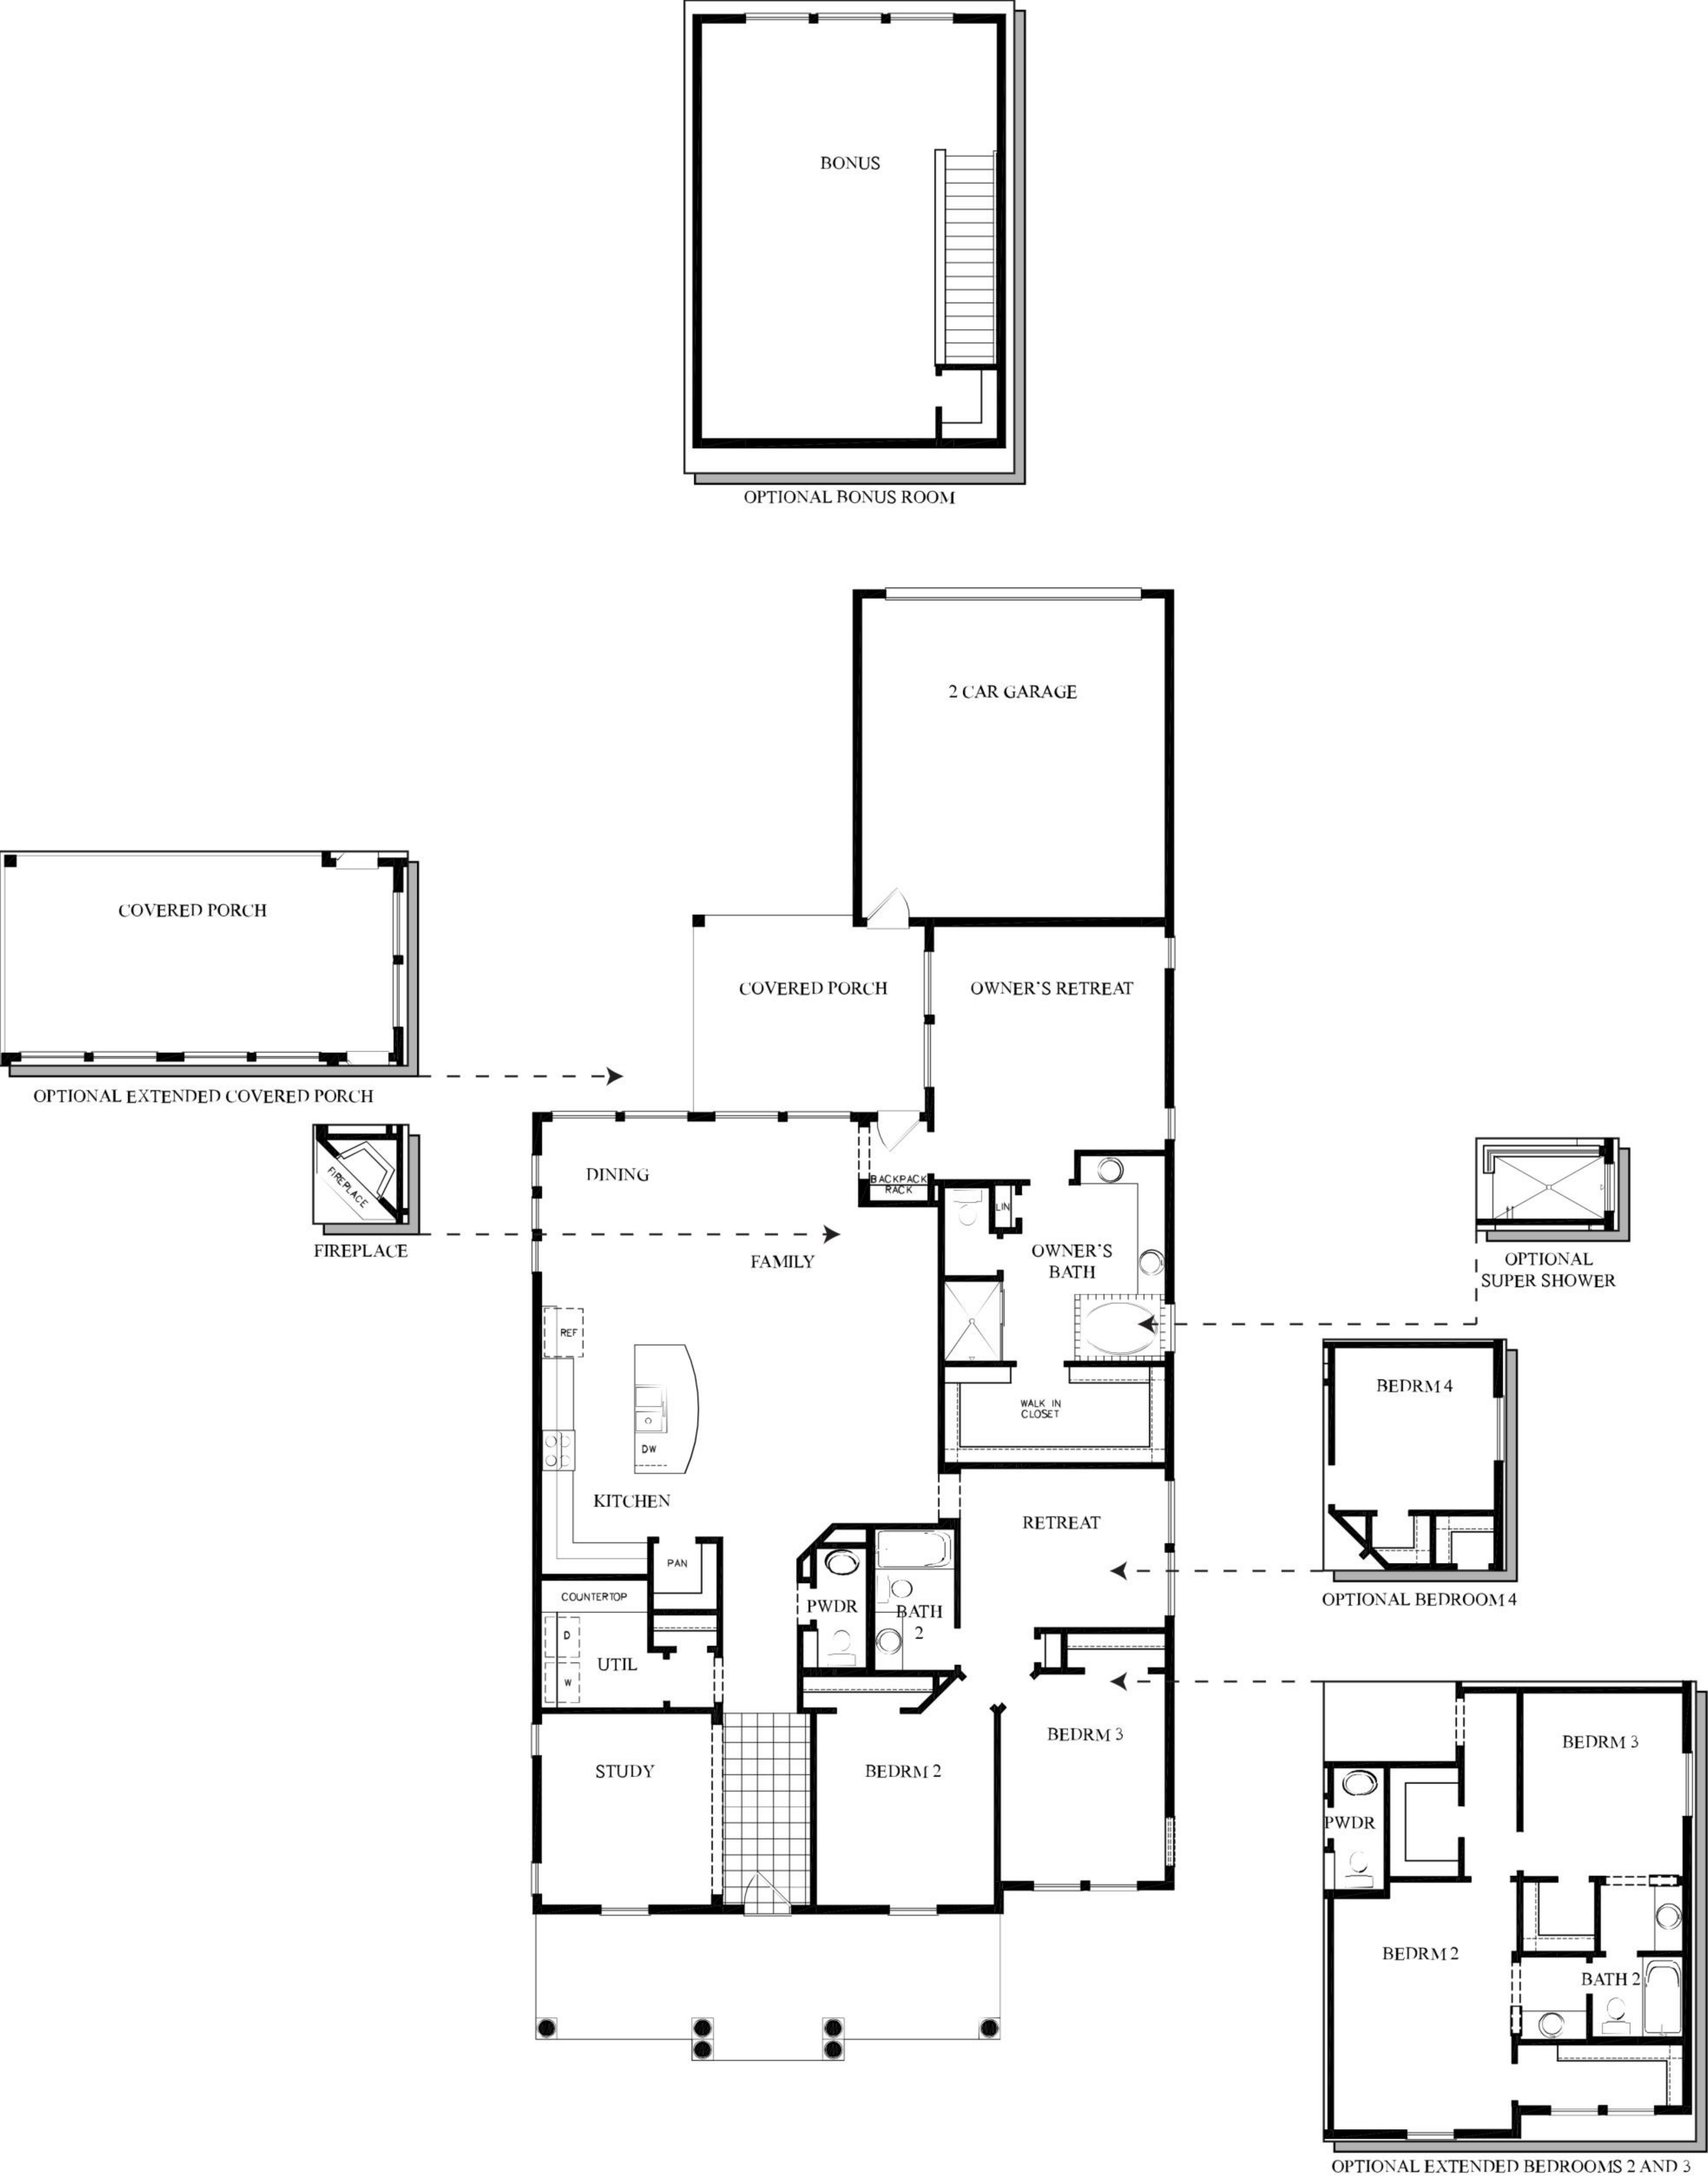 BONUS
OPTIONAL BONUS ROOM
2 CAR GARAGE
COVERED PORCH
OPTIONAL EXTENDED COVERED PORCH
COVERED PORCH
OWNER'S RETREAT
FIREPLACE
FIREPLACE
DINING
BACKPACK
RACK
LIN
FAMILY
OWNER'S
BATH
OPTIONAL
SUPER SHOWER
REF
DW
WALK IN
CLOSET
KITCHEN
BEDRM 4
OPTIONAL BEDROOM 4
RETREAT
PAN
COUNTERTOP
PWDR
BATH
2
D
UTIL
W
STUDY
BEDRM 2
BEDRM 3
BEDRM 3
PWDR
BEDRM 2
BATH 2
OPTIONAL EXTENDED BEDROOMS 2 AND 3